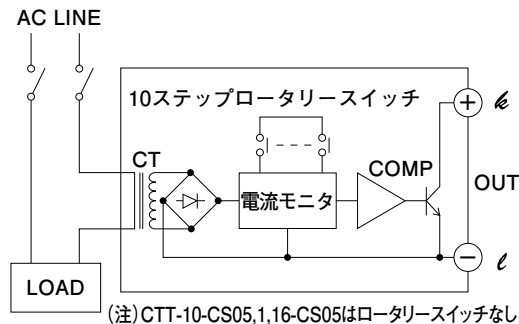 AC LINE
10ステップロータリースイッチ
CT
COMP
+
k
OUT
電流モニタ
−
ℓ
LOAD
(注)CTT-10-CS05,1,16-CS05はロータリースイッチなし